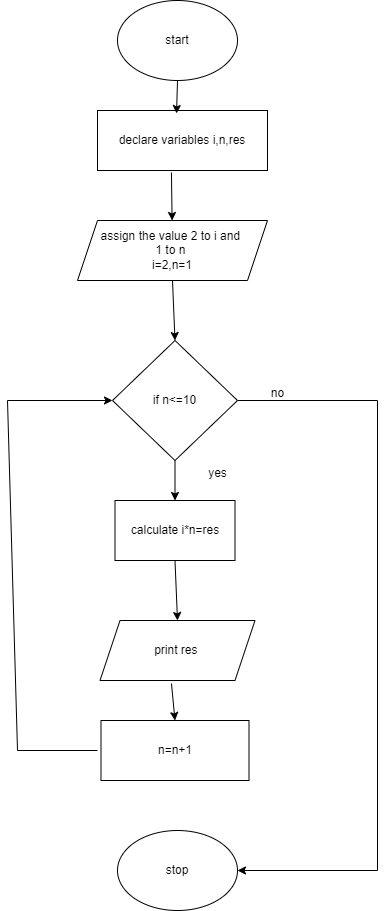 start
declare variables i,n,res
assign the value 2 to i and
1 to n
i=2,n=1
if n<=10
no
yes
calculate i*n=res
print res
n=n+1
stop